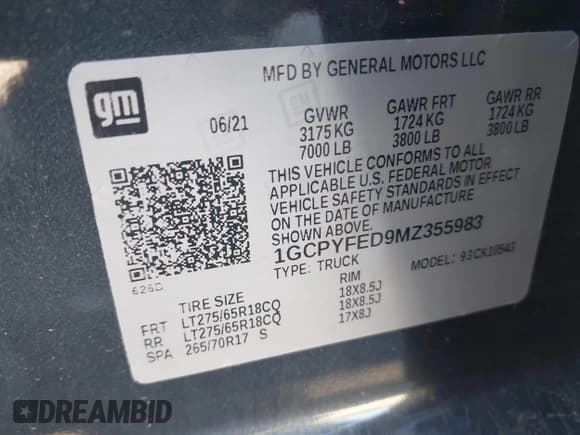 gm
MFD BY GENERAL MOTORS LLC
06/21 GVWR GAWR FRT GAWR RR
3175 KG 1724 KG 1724 KG
7000 LB 3800 LB 3800 LB
THIS VEHICLE CONFORMS TO ALL
APPLICABLE U.S. FEDERAL MOTOR
VEHICLE SAFETY STANDARDS IN EFFECT
ON THE DATE OF MANUFACTURE
SHOWN ABOVE.
1GCPYFED9MZ355983
TYPE: TRUCK MODEL: 93CK10543
626D
TIRE SIZE RIM
FRT LT275/65R18CQ 18X8.5J
RR LT275/65R18CQ 18X8.5J
SPA 265/70R17 S 17X8J
DREAMBID